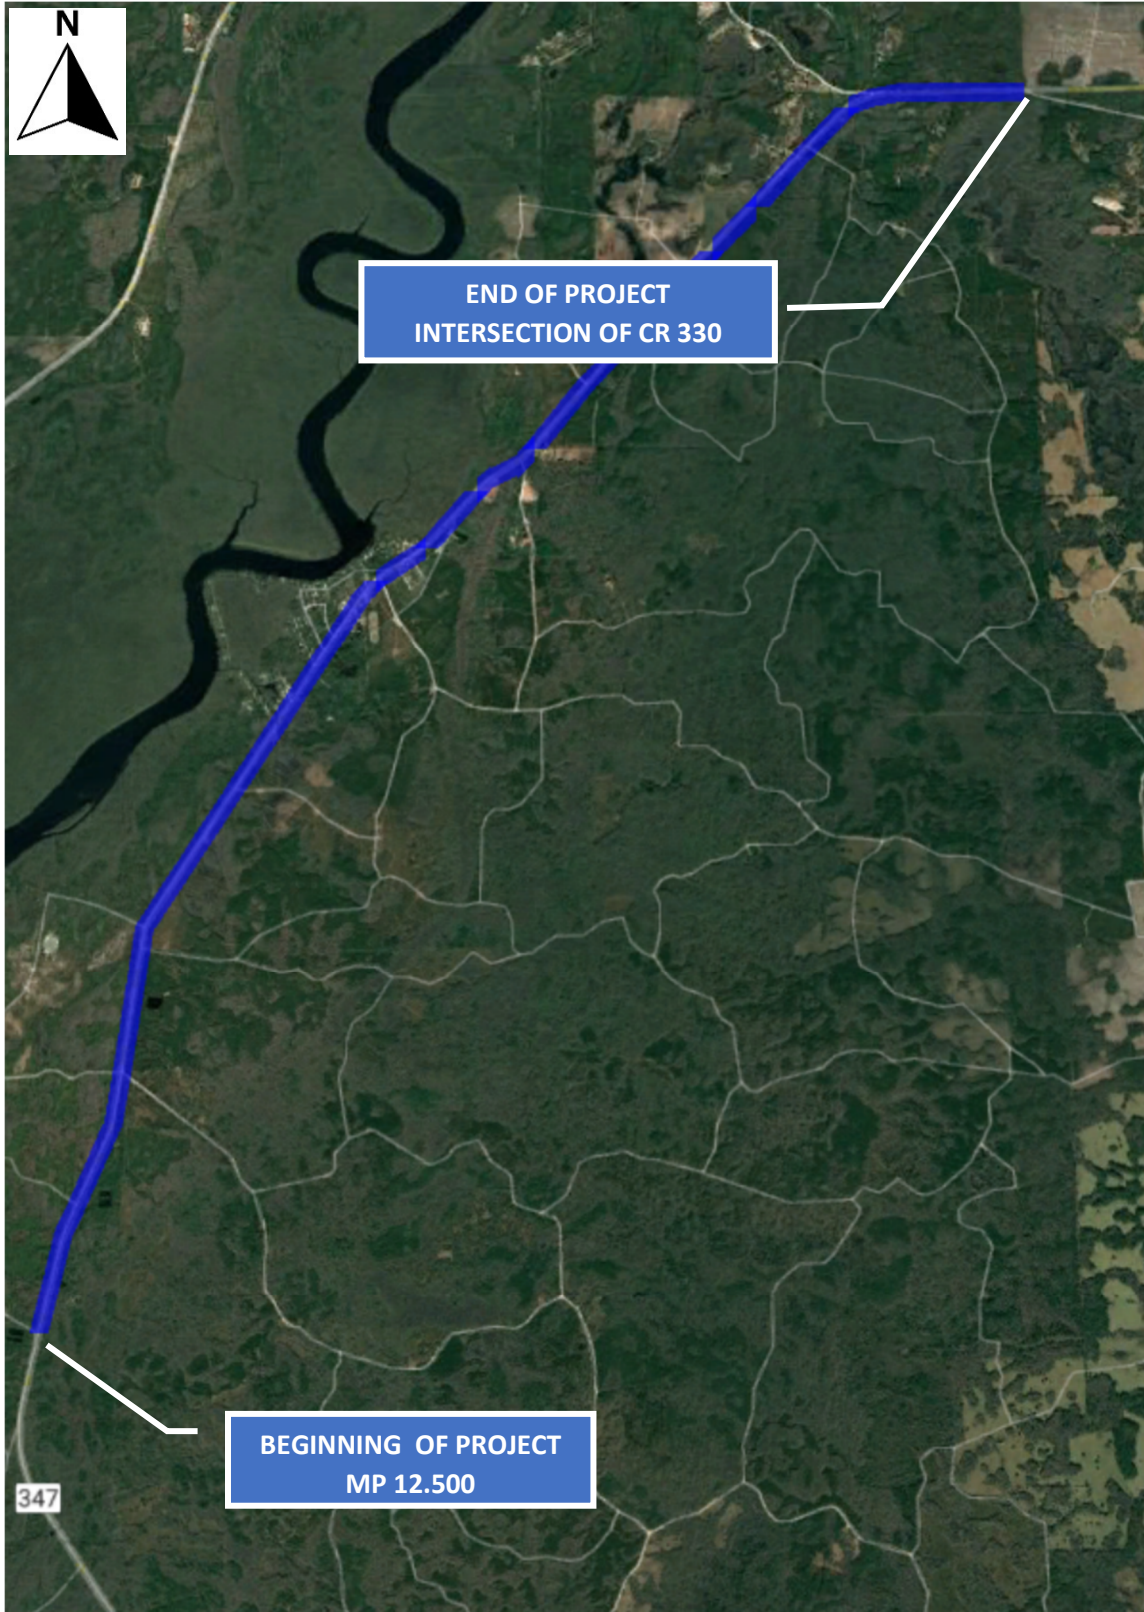 N
END OF PROJECT
INTERSECTION OF CR 330
BEGINNING OF PROJECT
MP 12.500
347